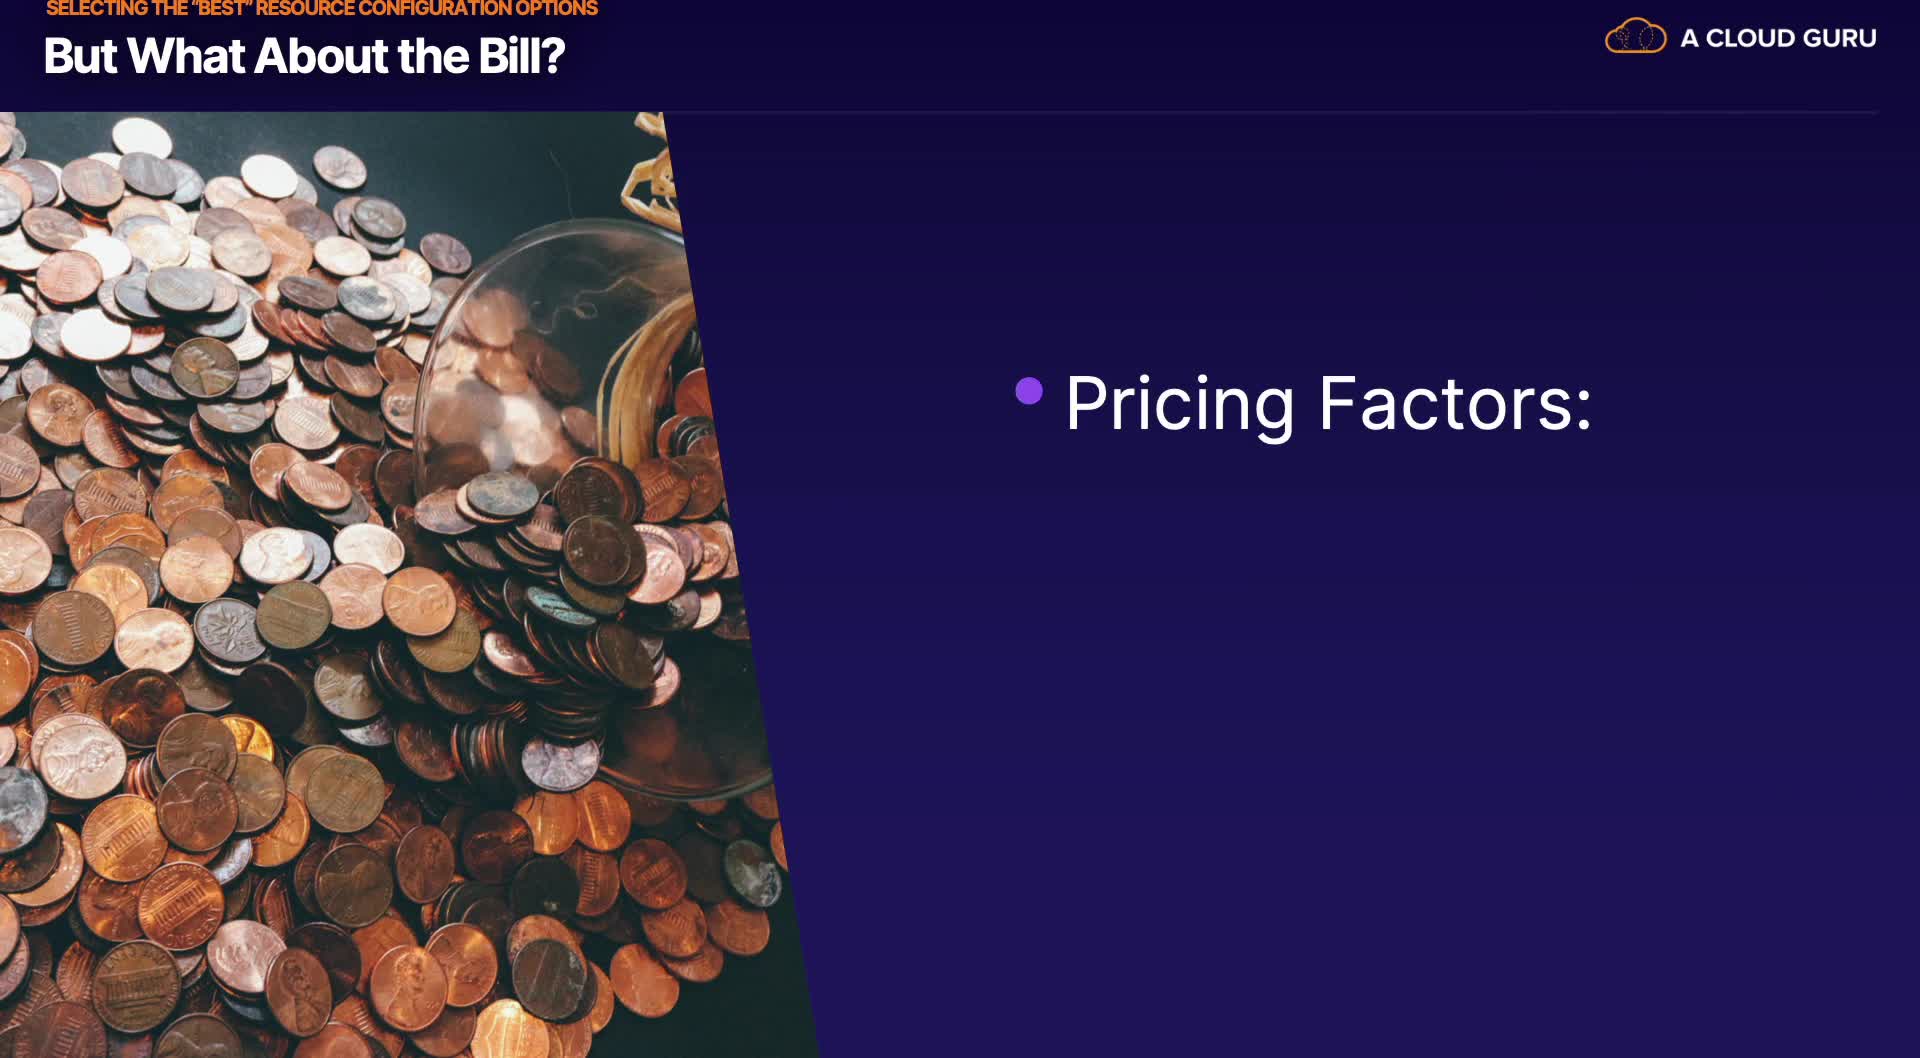 SELECTING THE “BEST” RESOURCE CONFIGURATION OPTIONS
But What About the Bill?
A CLOUD GURU
Pricing Factors: